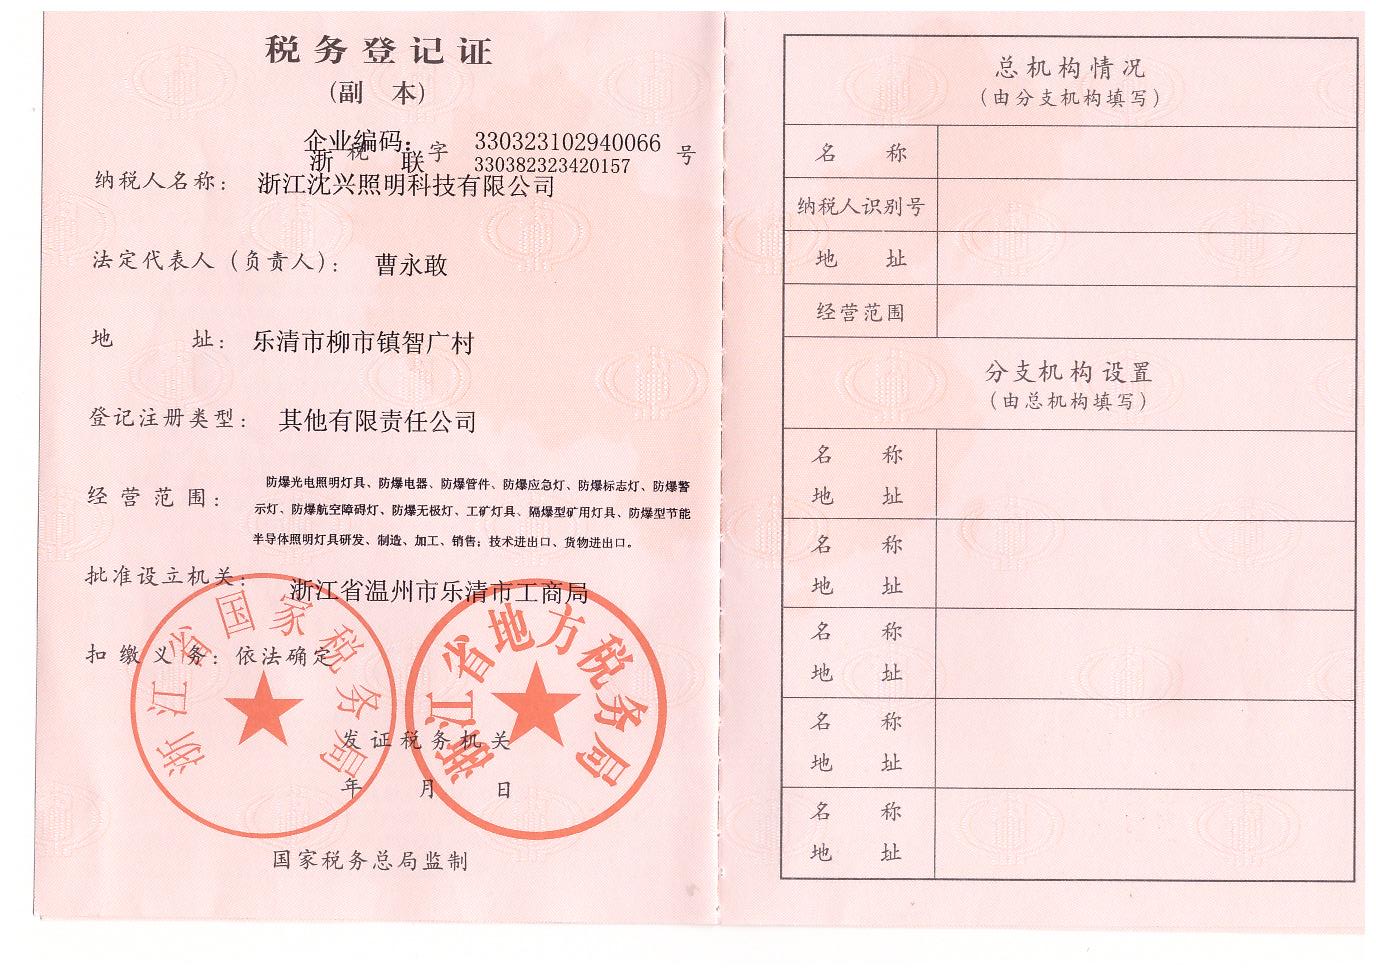 税务登记证
(副 本)
企业编码: 330323102940066
浙 税 联 字 330382323420157 号
纳税人名称: 浙江沈兴照明科技有限公司
法定代表人（负责人）: 曹永敢
地 址: 乐清市柳市镇智广村
登记注册类型: 其他有限责任公司
经营范围: 防爆光电照明灯具、防爆电器、防爆管件、防爆应急灯、防爆标志灯、防爆警
示灯、防爆航空障碍灯、防爆无极灯、工矿灯具、隔爆型矿用灯具、防爆型节能
半导体照明灯具研发、制造、加工、销售；技术进出口、货物进出口。
批准设立机关: 浙江省温州市乐清市工商局
扣缴义务: 依法确定
浙江省国家税务局
浙江省地方税务局
发证税务机关
年 月 日
国家税务总局监制
总机构情况
(由分支机构填写)
名 称
纳税人识别号
地 址
经营范围
分支机构设置
(由总机构填写)
名 称
地 址
名 称
地 址
名 称
地 址
名 称
地 址
名 称
地 址